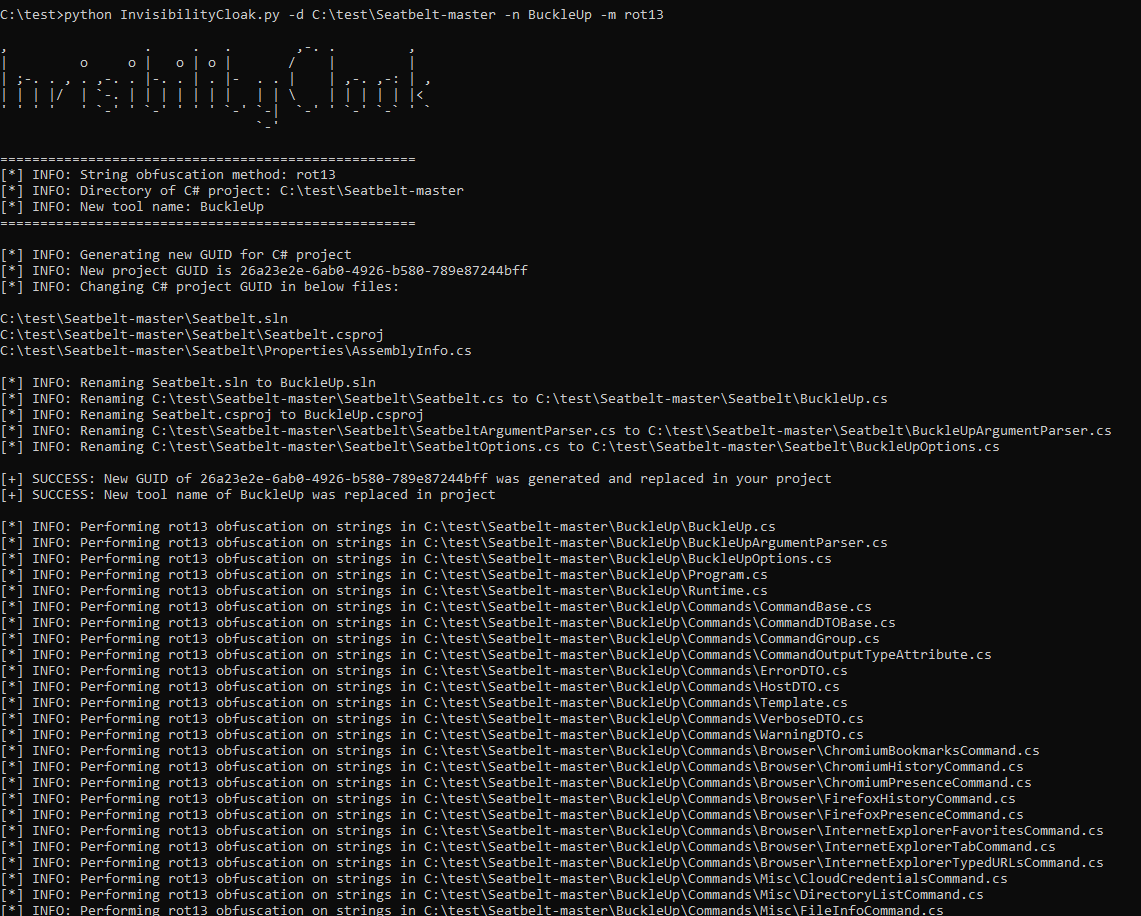 C:\test>python InvisibilityCloak.py -d C:\test\Seatbelt-master -n BuckleUp -m rot13
InvisibilityCloak
====================================================
[*] INFO: String obfuscation method: rot13
[*] INFO: Directory of C# project: C:\test\Seatbelt-master
[*] INFO: New tool name: BuckleUp
====================================================
[*] INFO: Generating new GUID for C# project
[*] INFO: New project GUID is 26a23e2e-6ab0-4926-b580-789e87244bff
[*] INFO: Changing C# project GUID in below files:
C:\test\Seatbelt-master\Seatbelt.sln
C:\test\Seatbelt-master\Seatbelt\Seatbelt.csproj
C:\test\Seatbelt-master\Seatbelt\Properties\AssemblyInfo.cs
[*] INFO: Renaming Seatbelt.sln to BuckleUp.sln
[*] INFO: Renaming C:\test\Seatbelt-master\Seatbelt\Seatbelt.cs to C:\test\Seatbelt-master\Seatbelt\BuckleUp.cs
[*] INFO: Renaming Seatbelt.csproj to BuckleUp.csproj
[*] INFO: Renaming C:\test\Seatbelt-master\Seatbelt\SeatbeltArgumentParser.cs to C:\test\Seatbelt-master\Seatbelt\BuckleUpArgumentParser.cs
[*] INFO: Renaming C:\test\Seatbelt-master\Seatbelt\SeatbeltOptions.cs to C:\test\Seatbelt-master\Seatbelt\BuckleUpOptions.cs
[+] SUCCESS: New GUID of 26a23e2e-6ab0-4926-b580-789e87244bff was generated and replaced in your project
[+] SUCCESS: New tool name of BuckleUp was replaced in project
[*] INFO: Performing rot13 obfuscation on strings in C:\test\Seatbelt-master\BuckleUp\BuckleUp.cs
[*] INFO: Performing rot13 obfuscation on strings in C:\test\Seatbelt-master\BuckleUp\BuckleUpArgumentParser.cs
[*] INFO: Performing rot13 obfuscation on strings in C:\test\Seatbelt-master\BuckleUp\BuckleUpOptions.cs
[*] INFO: Performing rot13 obfuscation on strings in C:\test\Seatbelt-master\BuckleUp\Program.cs
[*] INFO: Performing rot13 obfuscation on strings in C:\test\Seatbelt-master\BuckleUp\Runtime.cs
[*] INFO: Performing rot13 obfuscation on strings in C:\test\Seatbelt-master\BuckleUp\Commands\CommandBase.cs
[*] INFO: Performing rot13 obfuscation on strings in C:\test\Seatbelt-master\BuckleUp\Commands\CommandDTOBase.cs
[*] INFO: Performing rot13 obfuscation on strings in C:\test\Seatbelt-master\BuckleUp\Commands\CommandGroup.cs
[*] INFO: Performing rot13 obfuscation on strings in C:\test\Seatbelt-master\BuckleUp\Commands\CommandOutputTypeAttribute.cs
[*] INFO: Performing rot13 obfuscation on strings in C:\test\Seatbelt-master\BuckleUp\Commands\ErrorDTO.cs
[*] INFO: Performing rot13 obfuscation on strings in C:\test\Seatbelt-master\BuckleUp\Commands\HostDTO.cs
[*] INFO: Performing rot13 obfuscation on strings in C:\test\Seatbelt-master\BuckleUp\Commands\Template.cs
[*] INFO: Performing rot13 obfuscation on strings in C:\test\Seatbelt-master\BuckleUp\Commands\VerboseDTO.cs
[*] INFO: Performing rot13 obfuscation on strings in C:\test\Seatbelt-master\BuckleUp\Commands\WarningDTO.cs
[*] INFO: Performing rot13 obfuscation on strings in C:\test\Seatbelt-master\BuckleUp\Commands\Browser\ChromiumBookmarksCommand.cs
[*] INFO: Performing rot13 obfuscation on strings in C:\test\Seatbelt-master\BuckleUp\Commands\Browser\ChromiumHistoryCommand.cs
[*] INFO: Performing rot13 obfuscation on strings in C:\test\Seatbelt-master\BuckleUp\Commands\Browser\ChromiumPresenceCommand.cs
[*] INFO: Performing rot13 obfuscation on strings in C:\test\Seatbelt-master\BuckleUp\Commands\Browser\FirefoxHistoryCommand.cs
[*] INFO: Performing rot13 obfuscation on strings in C:\test\Seatbelt-master\BuckleUp\Commands\Browser\FirefoxPresenceCommand.cs
[*] INFO: Performing rot13 obfuscation on strings in C:\test\Seatbelt-master\BuckleUp\Commands\Browser\InternetExplorerFavoritesCommand.cs
[*] INFO: Performing rot13 obfuscation on strings in C:\test\Seatbelt-master\BuckleUp\Commands\Browser\InternetExplorerTabCommand.cs
[*] INFO: Performing rot13 obfuscation on strings in C:\test\Seatbelt-master\BuckleUp\Commands\Browser\InternetExplorerTypedURLsCommand.cs
[*] INFO: Performing rot13 obfuscation on strings in C:\test\Seatbelt-master\BuckleUp\Commands\Misc\CloudCredentialsCommand.cs
[*] INFO: Performing rot13 obfuscation on strings in C:\test\Seatbelt-master\BuckleUp\Commands\Misc\DirectoryListCommand.cs
[*] INFO: Performing rot13 obfuscation on strings in C:\test\Seatbelt-master\BuckleUp\Commands\Misc\FileInfoCommand.cs